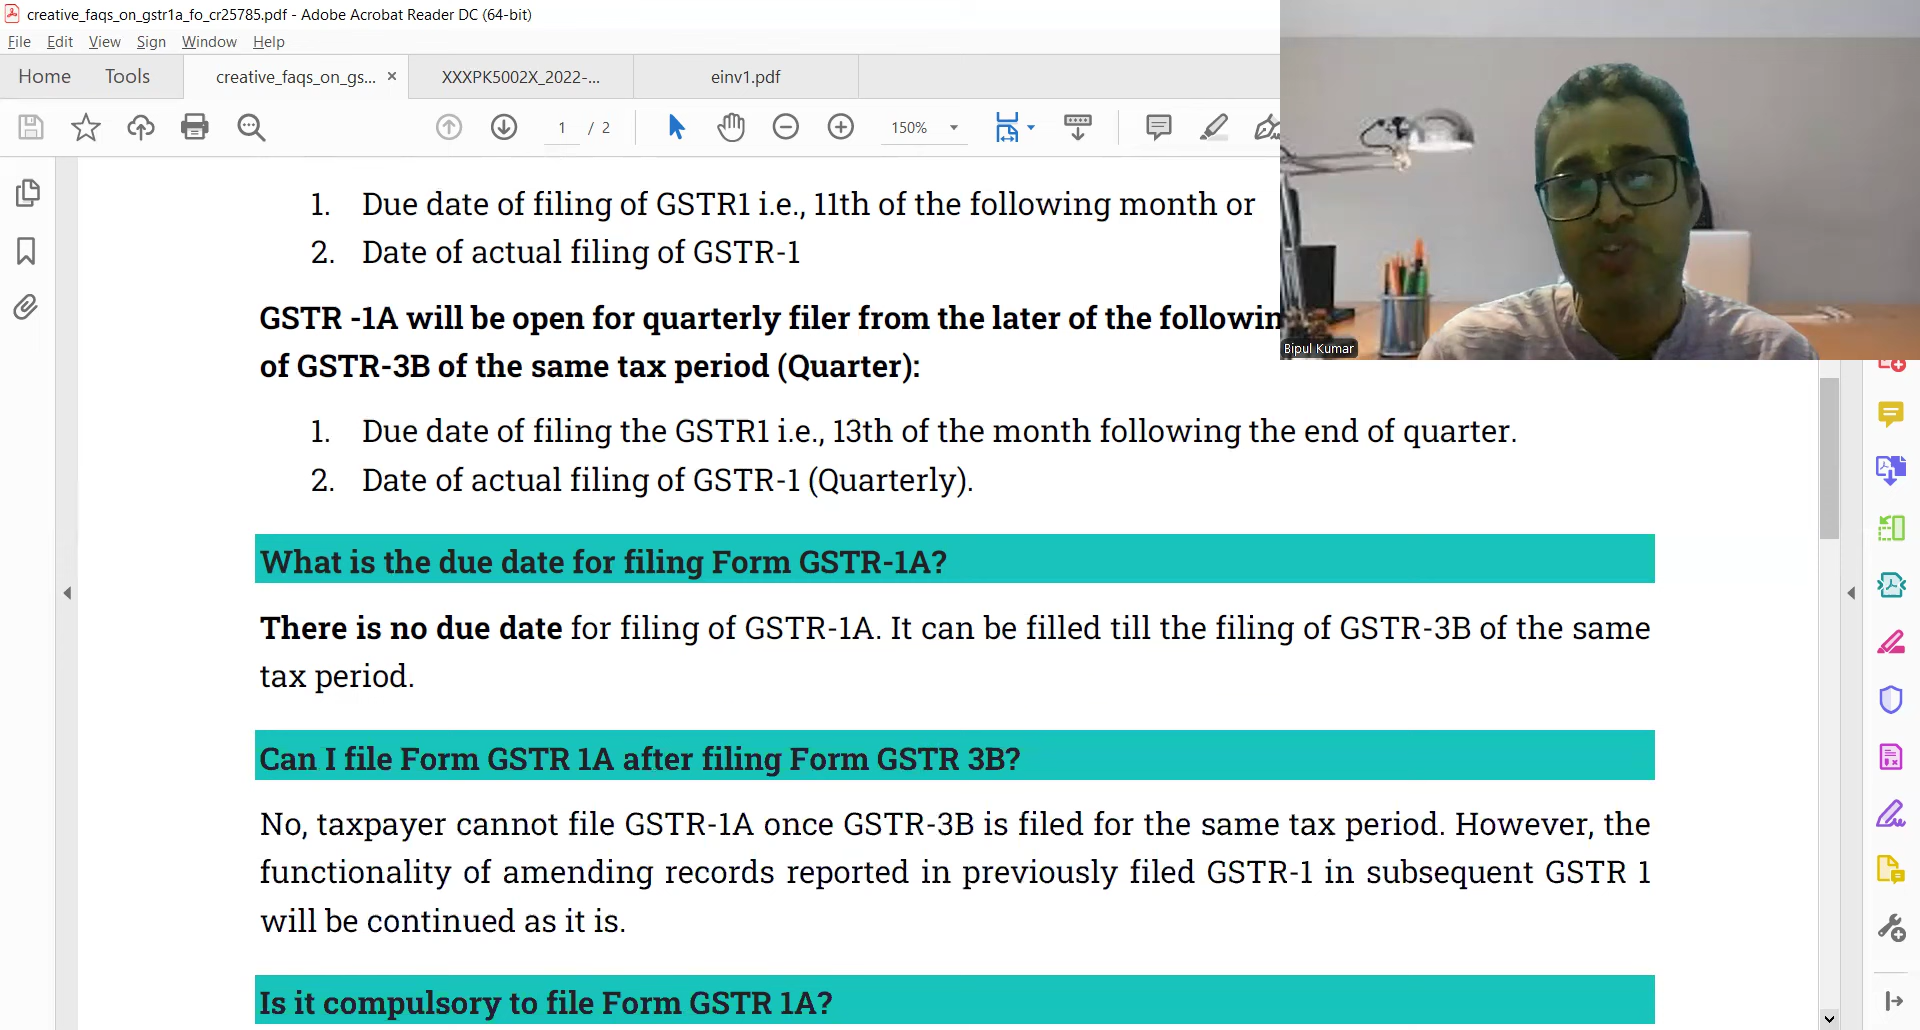 creative_faqs_on_gstr1a_fo_cr25785.pdf - Adobe Acrobat Reader DC (64-bit)
File Edit View Sign Window Help
Home Tools creative_faqs_on_gs... × XXXPK5002X_2022-... einv1.pdf
1 / 2 150%
1. Due date of filing of GSTR1 i.e., 11th of the following month or
2. Date of actual filing of GSTR-1
GSTR -1A will be open for quarterly filer from the later of the followin
of GSTR-3B of the same tax period (Quarter):
1. Due date of filing the GSTR1 i.e., 13th of the month following the end of quarter.
2. Date of actual filing of GSTR-1 (Quarterly).
What is the due date for filing Form GSTR-1A?
There is no due date for filing of GSTR-1A. It can be filled till the filing of GSTR-3B of the same
tax period.
Can I file Form GSTR 1A after filing Form GSTR 3B?
No, taxpayer cannot file GSTR-1A once GSTR-3B is filed for the same tax period. However, the
functionality of amending records reported in previously filed GSTR-1 in subsequent GSTR 1
will be continued as it is.
Is it compulsory to file Form GSTR 1A?
Bipul Kumar